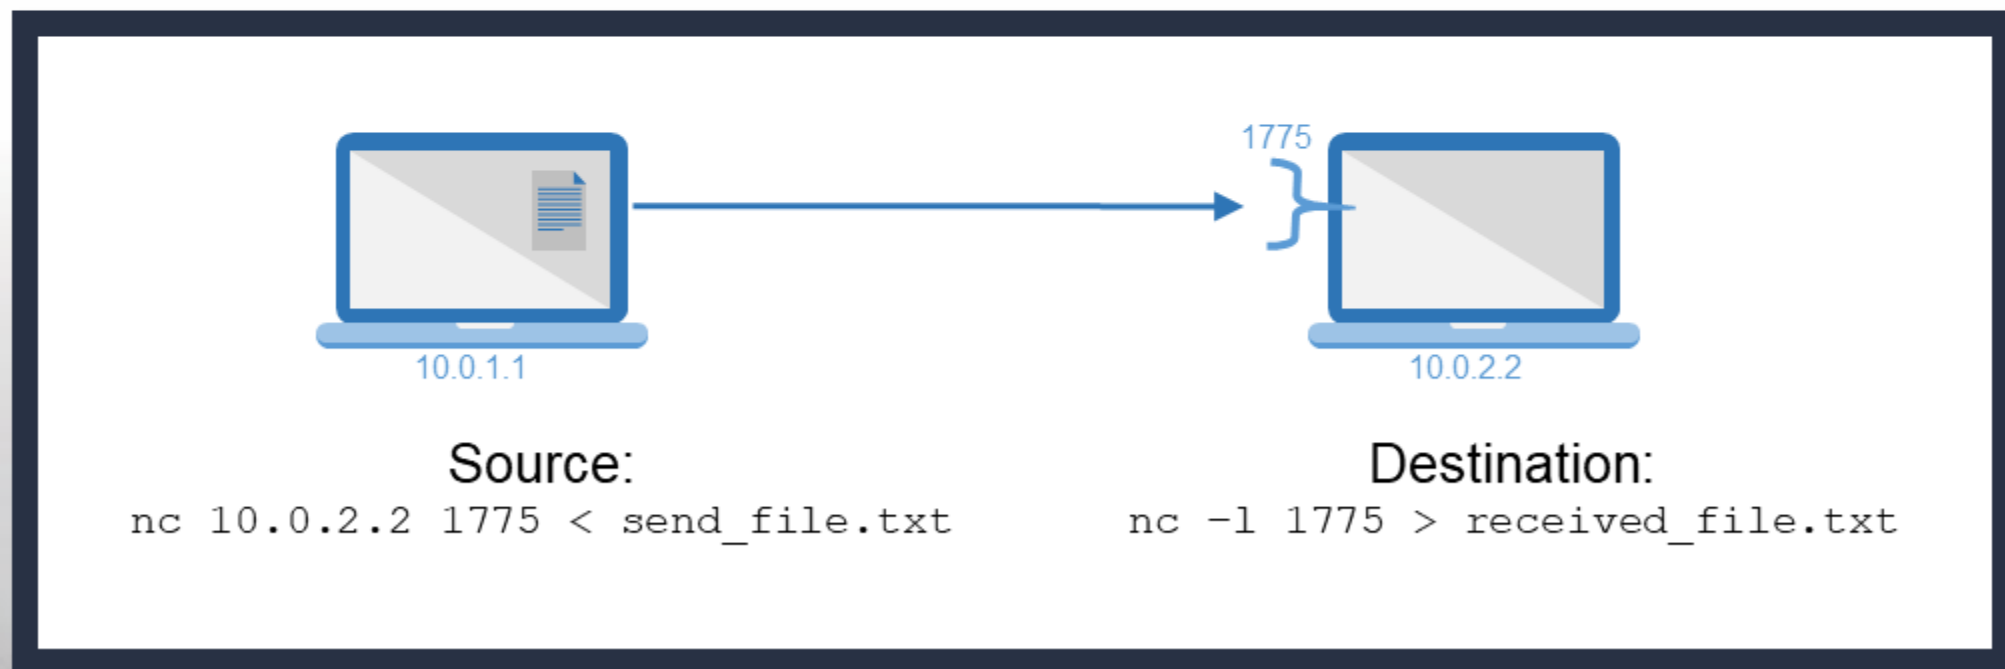 1775
10.0.1.1
10.0.2.2
Source:
nc 10.0.2.2 1775 < send_file.txt
Destination:
nc -l 1775 > received_file.txt